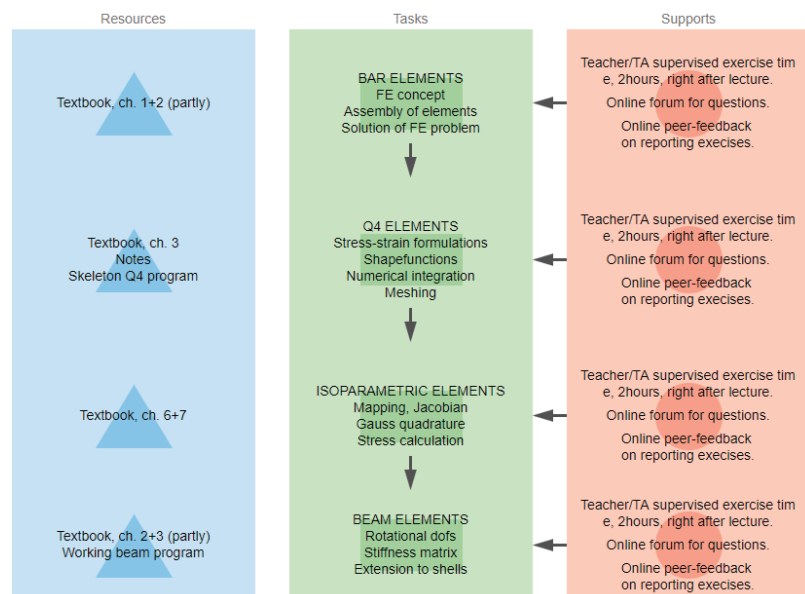 Resources
Tasks
Supports
Textbook, ch. 1+2 (partly)
BAR ELEMENTS
FE concept
Assembly of elements
Solution of FE problem
Teacher/TA supervised exercise tim
e, 2hours, right after lecture.
Online forum for questions.
Online peer-feedback
on reporting execises.
Textbook, ch. 3
Notes
Skeleton Q4 program
Q4 ELEMENTS
Stress-strain formulations
Shapefunctions
Numerical integration
Meshing
Teacher/TA supervised exercise tim
e, 2hours, right after lecture.
Online forum for questions.
Online peer-feedback
on reporting execises.
Textbook, ch. 6+7
ISOPARAMETRIC ELEMENTS
Mapping, Jacobian
Gauss quadrature
Stress calculation
Teacher/TA supervised exercise tim
e, 2hours, right after lecture.
Online forum for questions.
Online peer-feedback
on reporting execises.
Textbook, ch. 2+3 (partly)
Working beam program
BEAM ELEMENTS
Rotational dofs
Stiffness matrix
Extension to shells
Teacher/TA supervised exercise tim
e, 2hours, right after lecture.
Online forum for questions.
Online peer-feedback
on reporting execises.